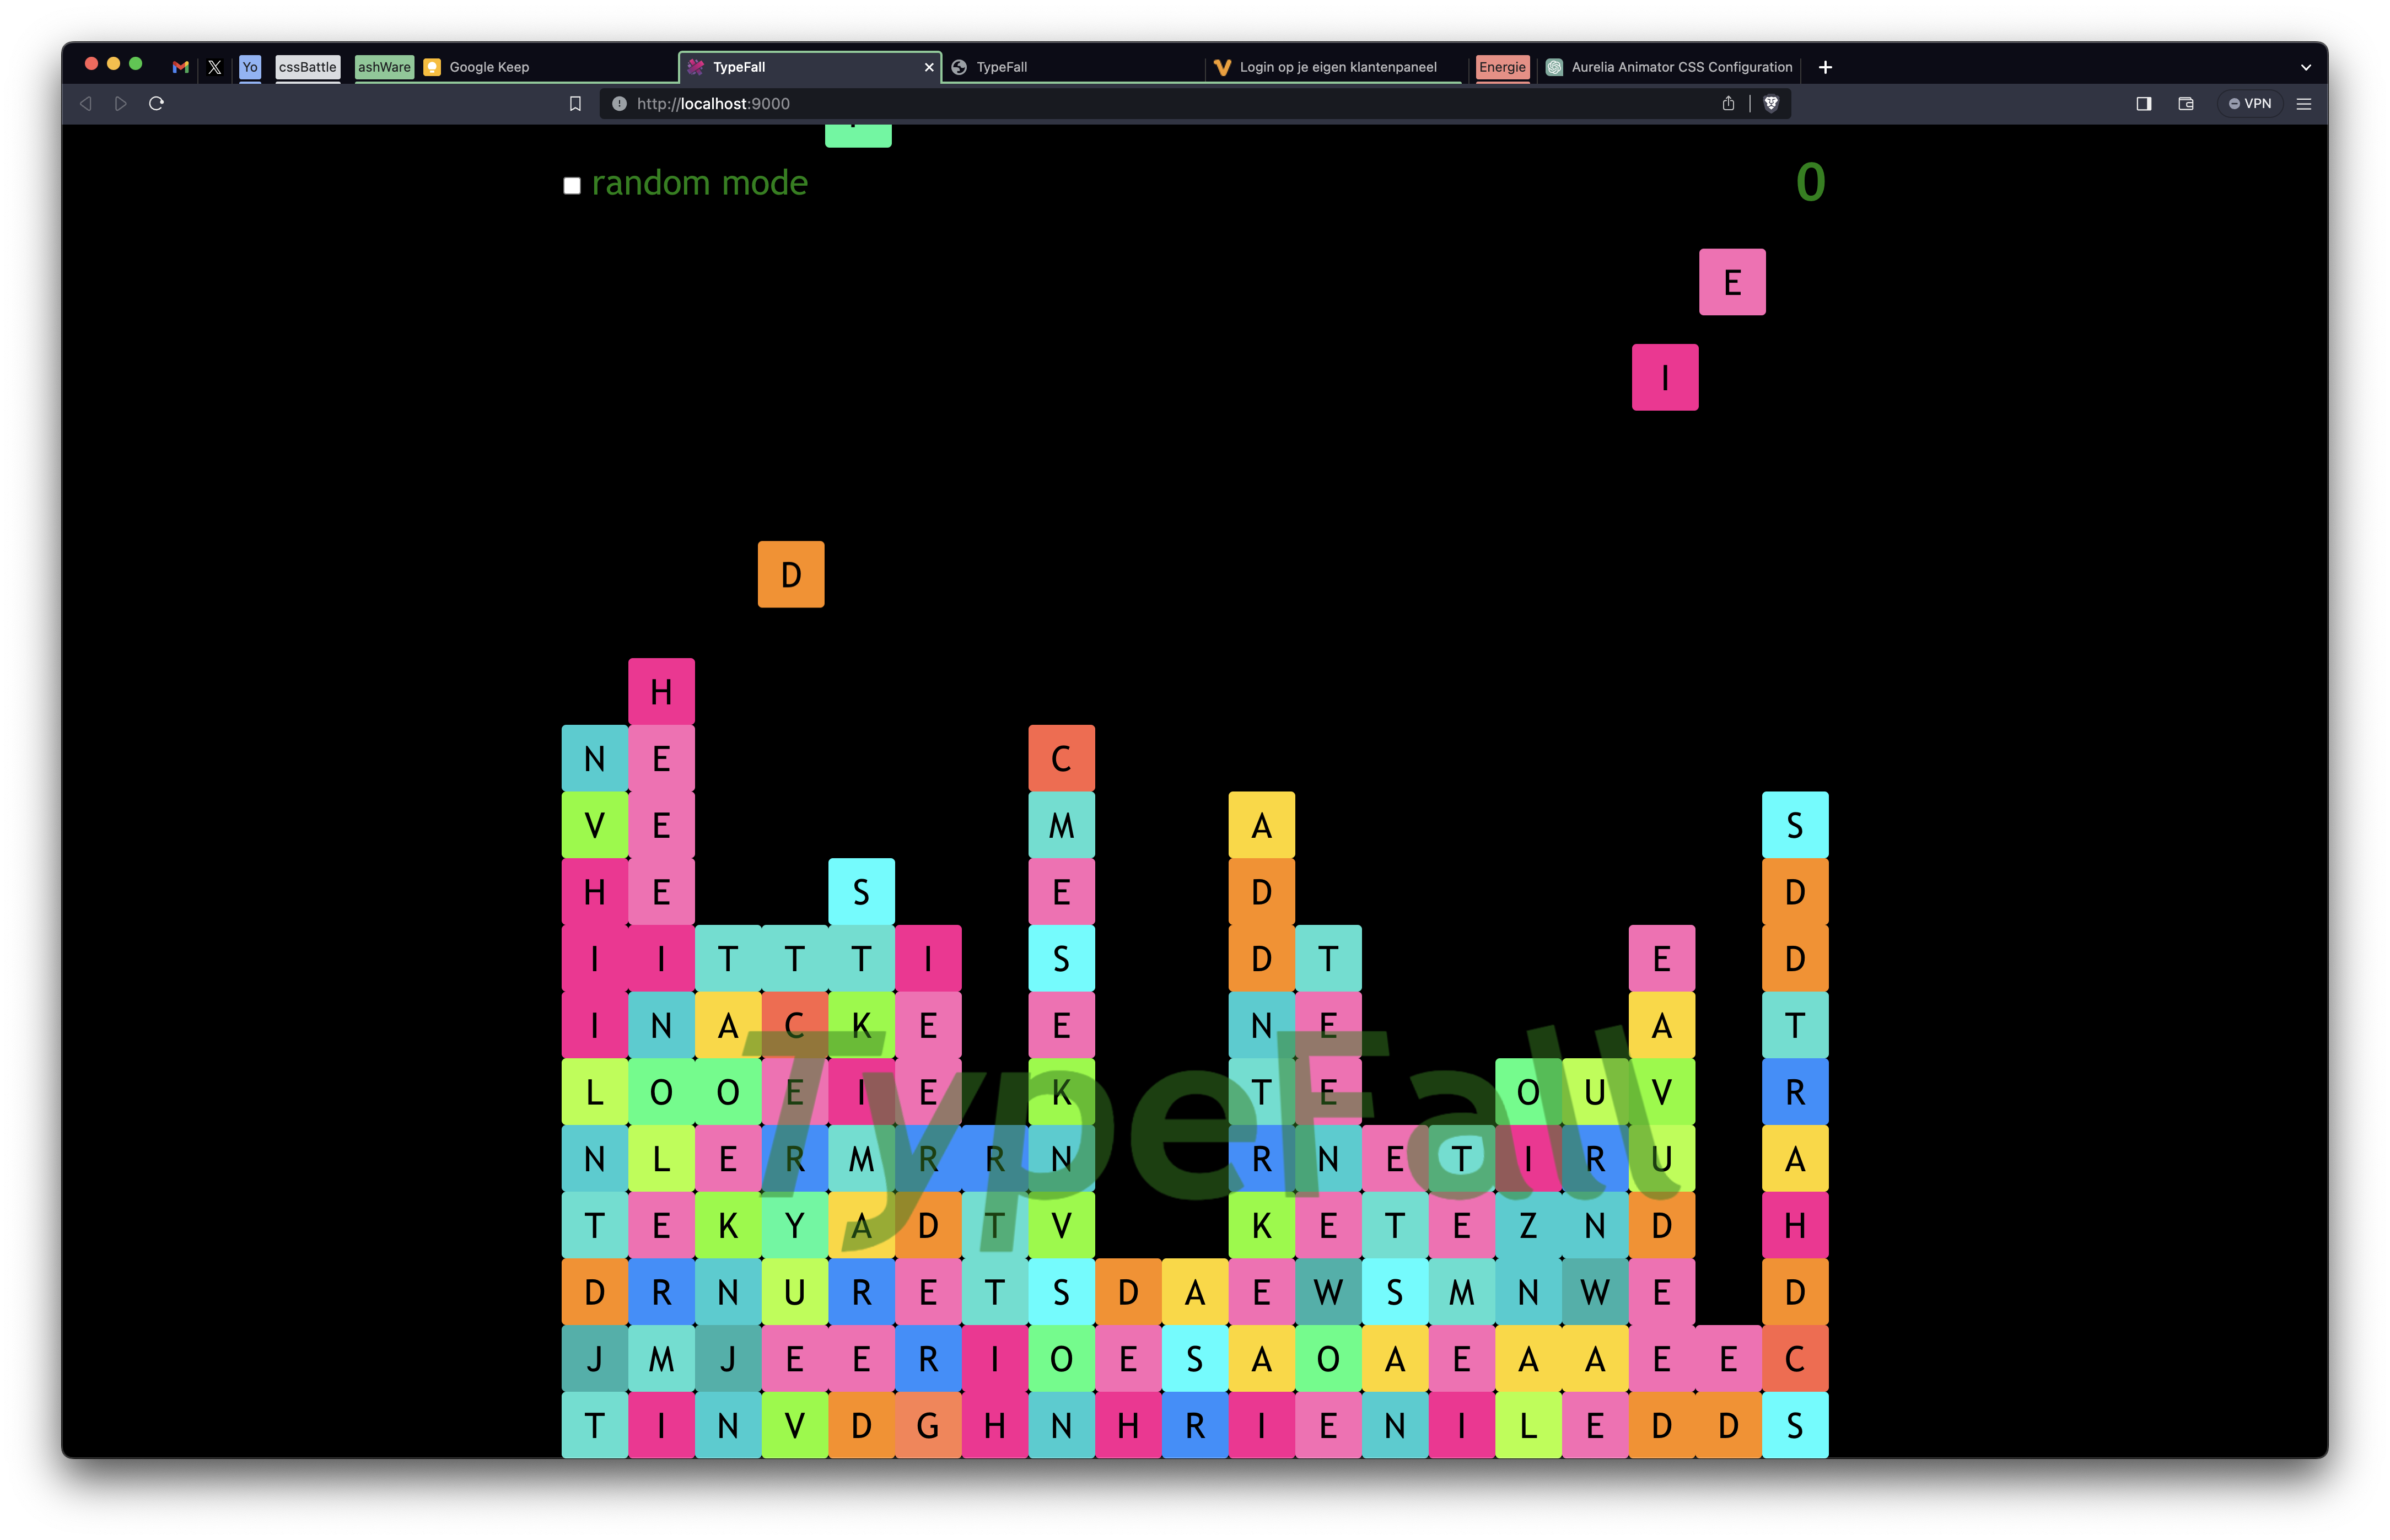 Yo cssBattle ashWare Google Keep TypeFall TypeFall Login op je eigen klantenpaneel Energie Aurelia Animator CSS Configuration
http://localhost:9000 VPN
random mode 0
E
I
D
H
N E C
V E M A S
H E S E D D
I I T T T I S D T E D
I N A C K E E N E A T
L O O E I E K T E O U V R
N L E R M R R N R N E T I R U A
T E K Y A D T V K E T E Z N D H
TypeFall
D R N U R E T S D A E W S M N W E D
J M J E E R I O E S A O A E A A E E C
T I N V D G H N H R I E N I L E D D S